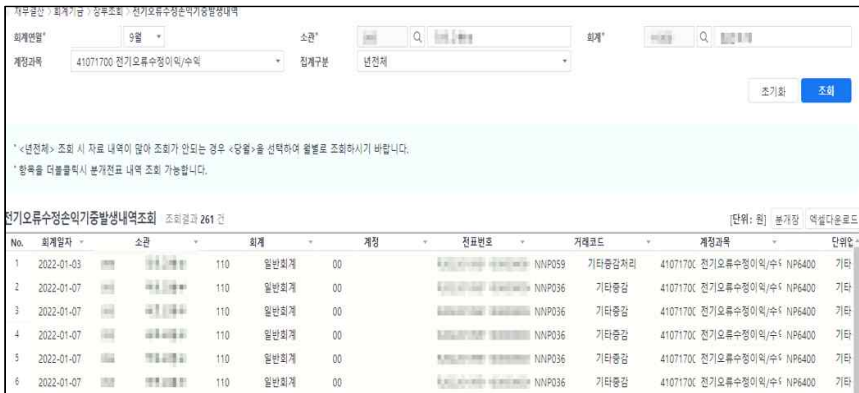 재무결산 > 회계기금 > 장부조회 > 전기오류수정손익기중발생내역
회계연월* 9월 소관* 회계*
계정과목 41071700 전기오류수정이익/수익 집계구분 년전체
초기화 조회
* <년전체> 조회 시 자료 내역이 많아 조회가 안되는 경우 <당월>을 선택하여 월별로 조회하시기 바랍니다.
* 항목을 더블클릭시 분개전표 내역 조회 가능합니다.
전기오류수정손익기중발생내역조회 조회결과 261 건 [단위: 원] 분개장 엑셀다운로드
No. 회계일자 소관 회계 계정 전표번호 거래코드 계정과목 단위업
1 2022-01-03 110 일반회계 00 NNP059 기타증감처리 4107170( 전기오류수정이익/수익 NP6400 기타
2 2022-01-07 110 일반회계 00 NNP036 기타증감 4107170( 전기오류수정이익/수익 NP6400 기타
3 2022-01-07 110 일반회계 00 NNP036 기타증감 4107170( 전기오류수정이익/수익 NP6400 기타
4 2022-01-07 110 일반회계 00 NNP036 기타증감 4107170( 전기오류수정이익/수익 NP6400 기타
5 2022-01-07 110 일반회계 00 NNP036 기타증감 4107170( 전기오류수정이익/수익 NP6400 기타
6 2022-01-07 110 일반회계 00 NNP036 기타증감 4107170( 전기오류수정이익/수익 NP6400 기타